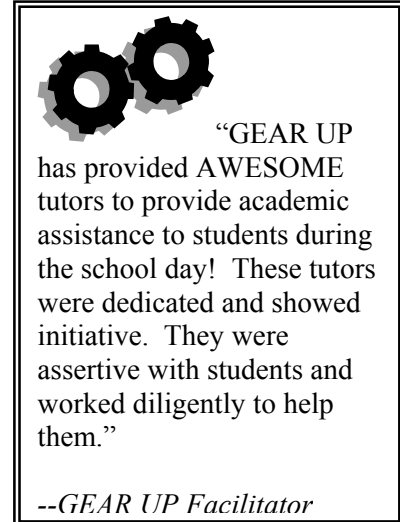 “GEAR UP
has provided AWESOME
tutors to provide academic
assistance to students during
the school day!  These tutors
were dedicated and showed
initiative.  They were
assertive with students and
worked diligently to help
them.”
--GEAR UP Facilitator